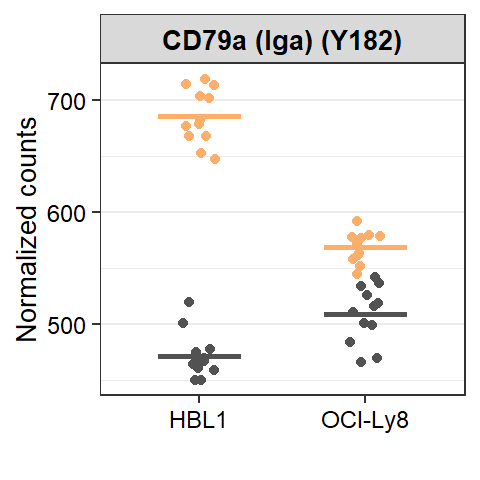 CD79a (Iga) (Y182)
Normalized counts
700
600
500
HBL1
OCI-Ly8